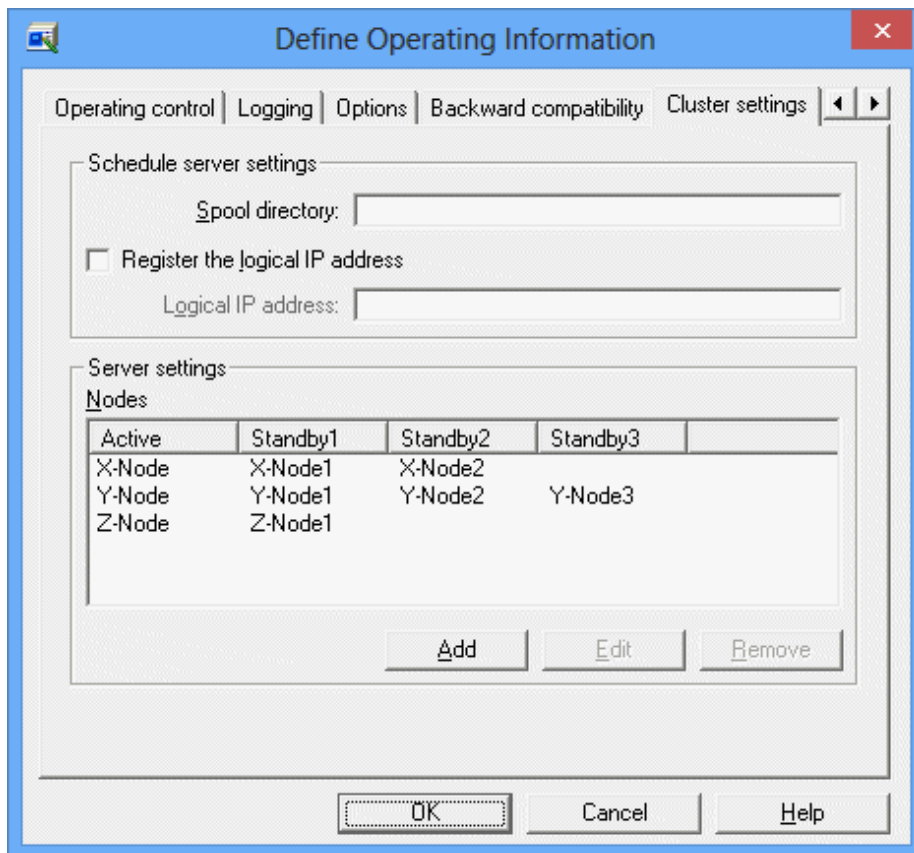 Define Operating Information
Operating control Logging Options Backward compatibility Cluster settings
Schedule server settings
Spool directory:
Register the logical IP address
Logical IP address:
Server settings
Nodes
Active Standby1 Standby2 Standby3
X-Node X-Node1 X-Node2
Y-Node Y-Node1 Y-Node2 Y-Node3
Z-Node Z-Node1
Add Edit Remove
OK Cancel Help